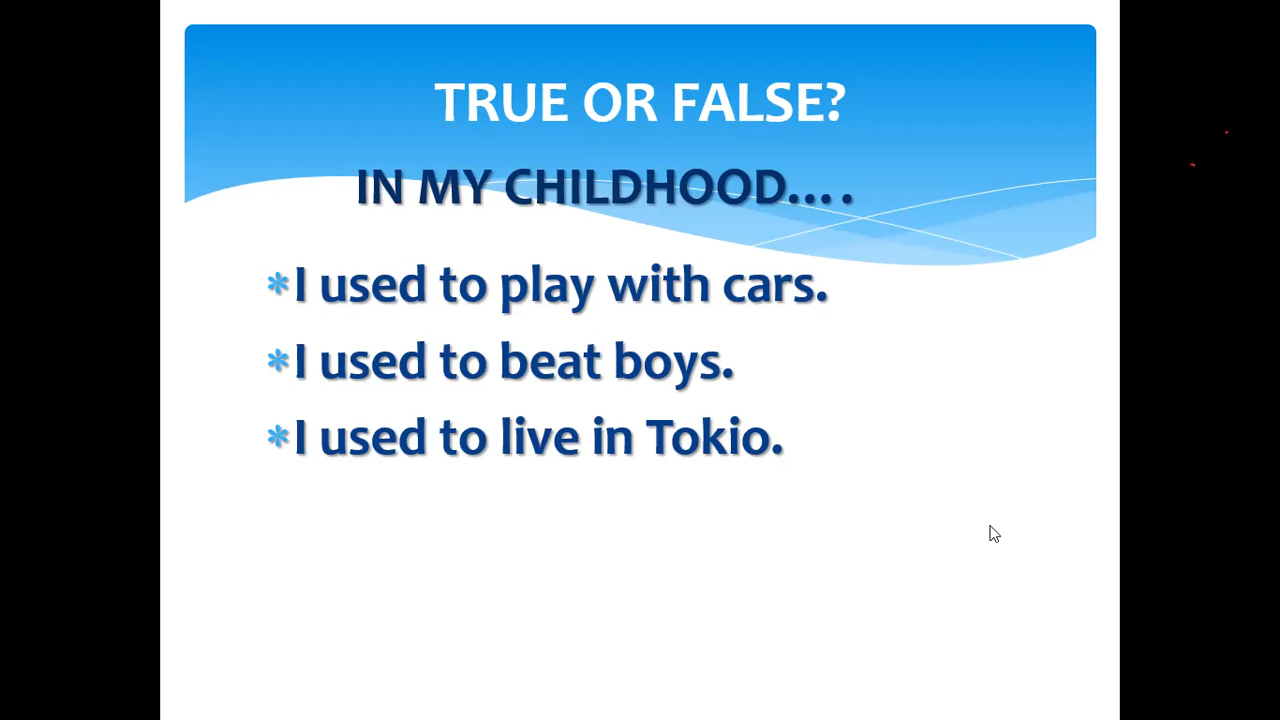 TRUE OR FALSE?
IN MY CHILDHOOD….
*I used to play with cars.
*I used to beat boys.
*I used to live in Tokio.